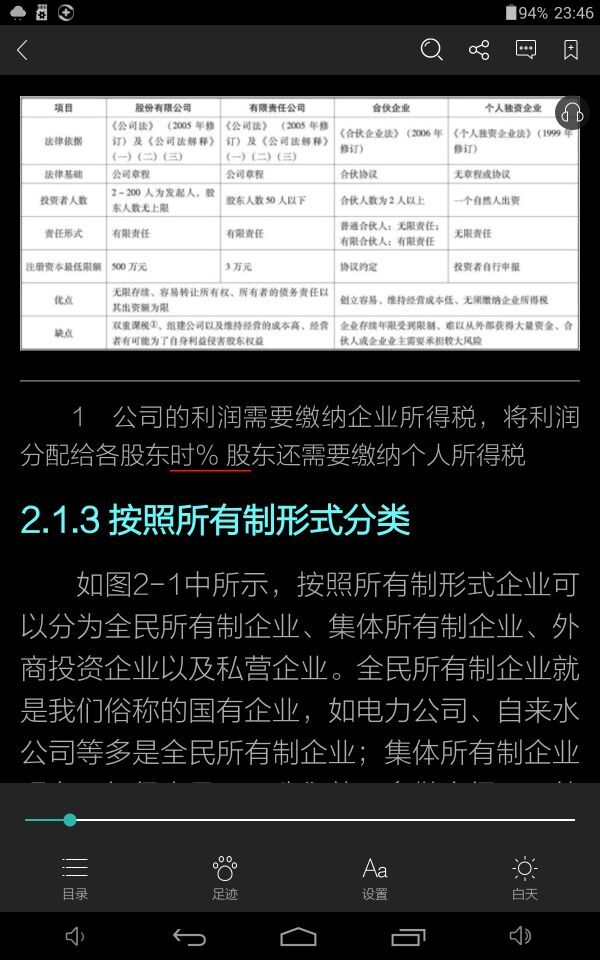 94% 23:46
项目 股份有限公司 有限责任公司 合伙企业 个人独资企业
法律依据 《公司法》（2005 年修订）及《公司法解释》（一）（二）（三） 《公司法》（2005 年修订）及《公司法解释》（一）（二）（三） 《合伙企业法》（2006 年修订） 《个人独资企业法》（1999 年修订）
法律基础 公司章程 公司章程 合伙协议 无章程或协议
投资者人数 2～200 人为发起人，股东人数无上限 股东人数 50 人以下 合伙人数为 2 人以上 一个自然人出资
责任形式 有限责任 有限责任 普通合伙人：无限责任；有限合伙人：有限责任 无限责任
注册资本最低限额 500 万元 3 万元 协议约定 投资者自行申报
优点 无限存续、容易转让所有权、所有者的债务责任以其出资额为限 创立容易、维持经营成本低、无须缴纳企业所得税
缺点 双重课税①、组建公司以及维持经营的成本高、经营者有可能为了自身利益侵害股东权益 企业存续年限受到限制、难以从外部获得大量资金、合伙人或企业业主需要承担较大风险
1 公司的利润需要缴纳企业所得税，将利润
分配给各股东时% 股东还需要缴纳个人所得税
2.1.3 按照所有制形式分类
如图2-1中所示，按照所有制形式企业可
以分为全民所有制企业、集体所有制企业、外
商投资企业以及私营企业。全民所有制企业就
是我们俗称的国有企业，如电力公司、自来水
公司等多是全民所有制企业；集体所有制企业
目录 足迹 Aa 设置 白天